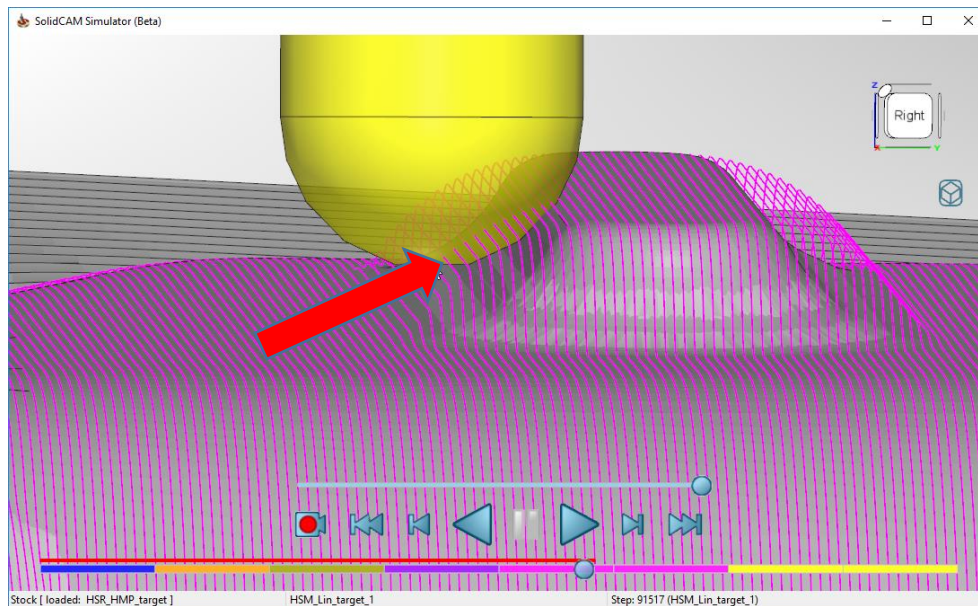 SolidCAM Simulator (Beta)
Z
Right
X
Y
Stock [ loaded: HSR_HMP_target ] HSM_Lin_target_1 Step: 91517 (HSM_Lin_target_1)